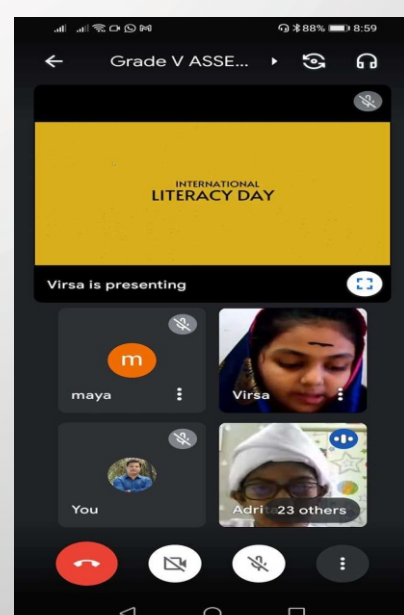 88% 8:59
Grade V ASSE...
INTERNATIONAL
LITERACY DAY
Virsa is presenting
m
maya
Virsa
You
Adri
23 others